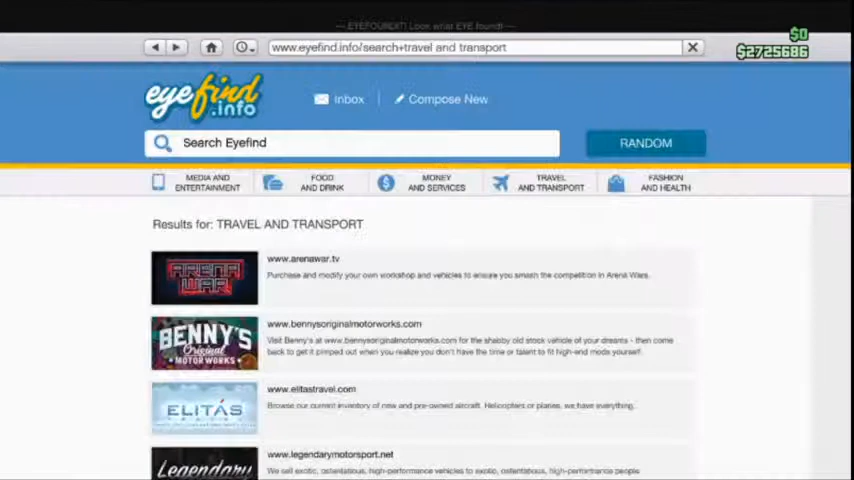 --- EYEFOUNDIT! Look what EYE found! ---
$0
$2725686
www.eyefind.info/search+travel and transport
eyefind
.info
Inbox
Compose New
Search Eyefind
RANDOM
MEDIA AND
ENTERTAINMENT
FOOD
AND DRINK
MONEY
AND SERVICES
TRAVEL
AND TRANSPORT
FASHION
AND HEALTH
Results for: TRAVEL AND TRANSPORT
ARENA
WAR
www.arenawar.tv
Purchase and modify your own workshop and vehicles to ensure you smash the competition in Arena Wars.
BENNY'S
Original
MOTOR WORKS
www.bennysoriginalmotorworks.com
Visit Benny's at www.bennysoriginalmotorworks.com for the shabby old stock vehicle of your dreams - then come
back to get it pimped out when you realize you don't have the time or talent to fit high-end mods yourself.
ELITÁS
TRAVEL
www.elitastravel.com
Browse our current inventory of new and pre-owned aircraft. Helicopters or planes, we have everything.
Legendary
www.legendarymotorsport.net
We sell exotic, ostentatious, high-performance vehicles to exotic, ostentatious, high-performance people